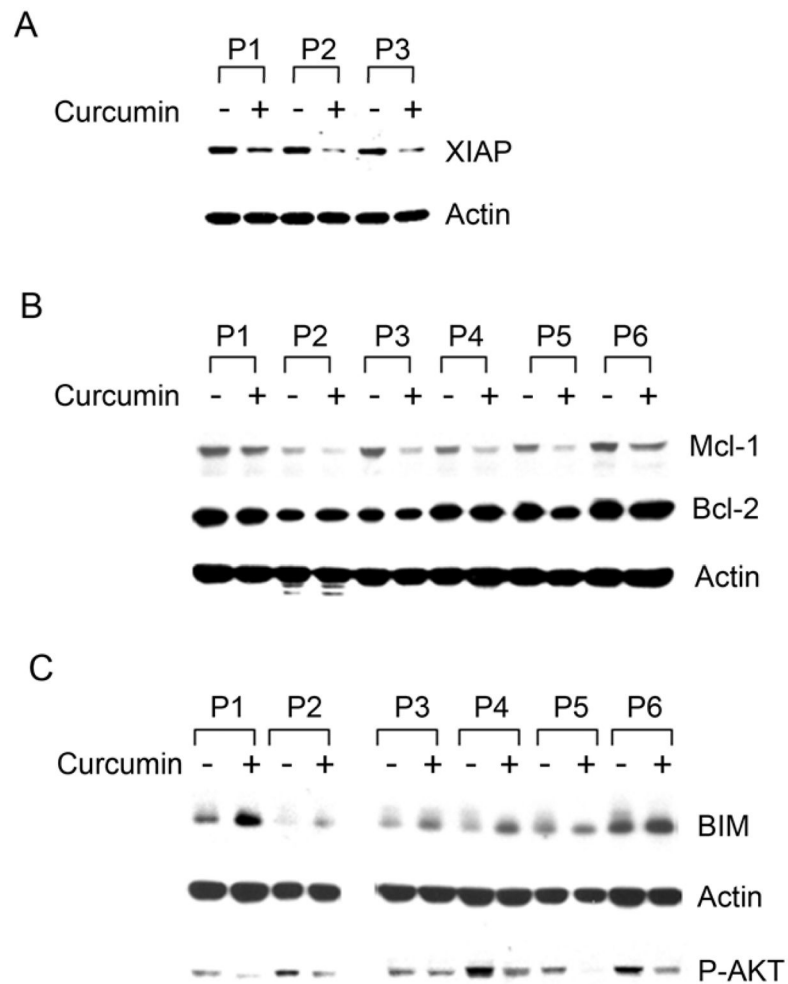 A
P1 P2 P3
Curcumin - + - + - +
XIAP
Actin
B
P1 P2 P3 P4 P5 P6
Curcumin - + - + - + - + - + - +
Mcl-1
Bcl-2
Actin
C
P1 P2 P3 P4 P5 P6
Curcumin - + - + - + - + - + - +
BIM
Actin
P-AKT